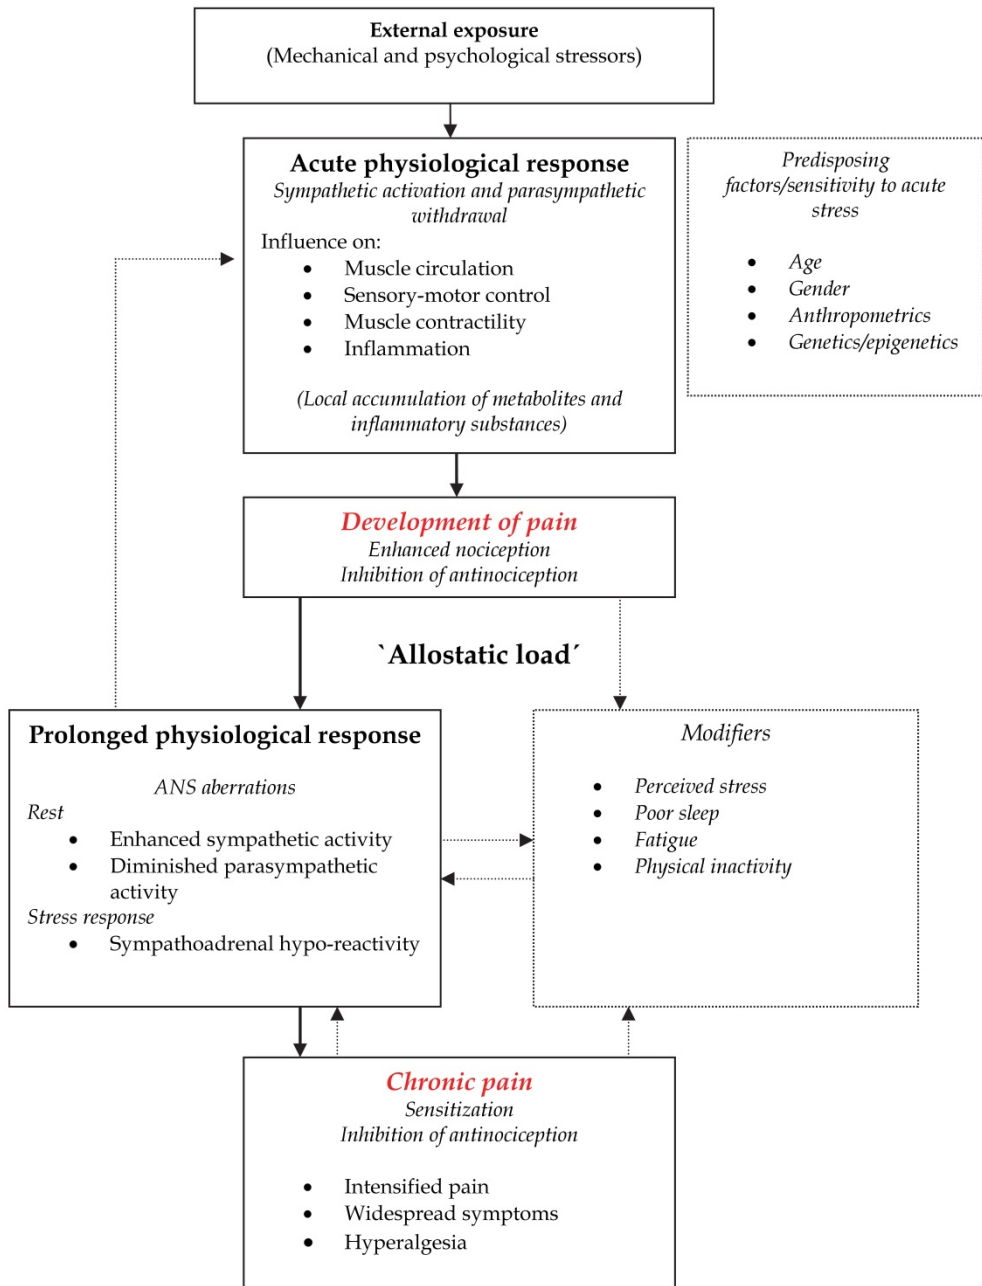 External exposure
(Mechanical and psychological stressors)
Acute physiological response
Sympathetic activation and parasympathetic
withdrawal
Influence on:
• Muscle circulation
• Sensory-motor control
• Muscle contractility
• Inflammation
(Local accumulation of metabolites and
inflammatory substances)
Predisposing
factors/sensitivity to acute
stress
• Age
• Gender
• Anthropometrics
• Genetics/epigenetics
Development of pain
Enhanced nociception
Inhibition of antinociception
`Allostatic load´
Prolonged physiological response
ANS aberrations
Rest
• Enhanced sympathetic activity
• Diminished parasympathetic
activity
Stress response
• Sympathoadrenal hypo-reactivity
Modifiers
• Perceived stress
• Poor sleep
• Fatigue
• Physical inactivity
Chronic pain
Sensitization
Inhibition of antinociception
• Intensified pain
• Widespread symptoms
• Hyperalgesia